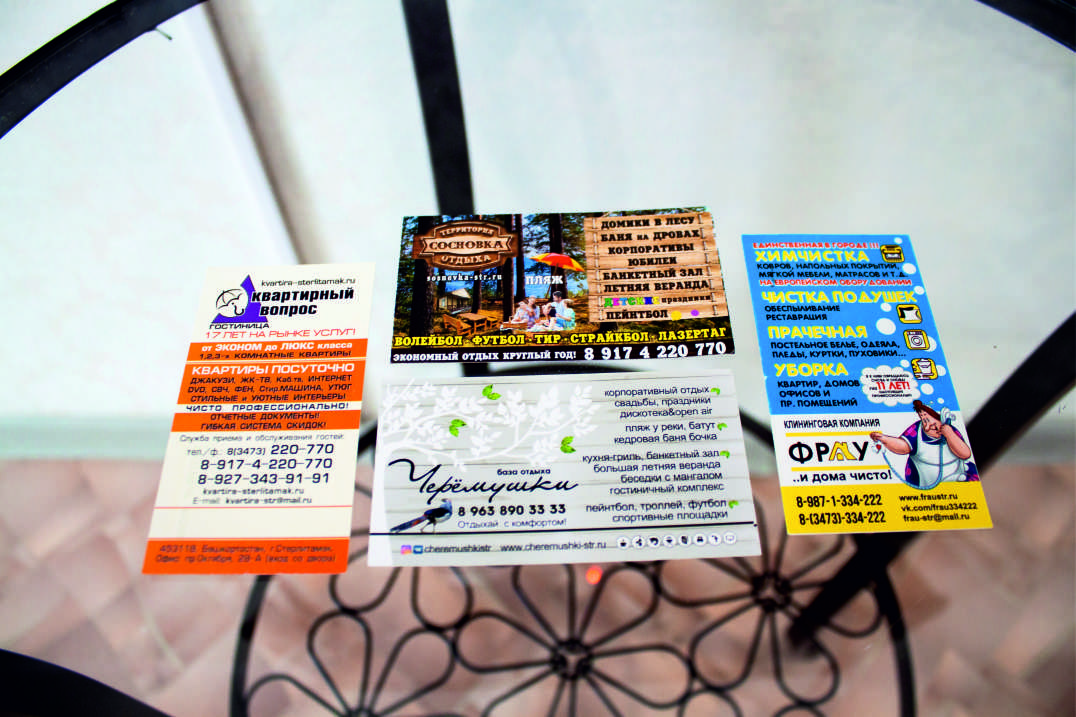 kvartira-sterlitamak.ru
квартирный
вопрос
ГОСТИНИЦА
17 ЛЕТ НА РЫНКЕ УСЛУГ!
от ЭКОНОМ до ЛЮКС класса
1,2,3-х КОМНАТНЫЕ КВАРТИРЫ
КВАРТИРЫ ПОСУТОЧНО
ДЖАКУЗИ, ЖК-ТВ, Каб.тв, ИНТЕРНЕТ
DVD, СВЧ, ФЕН, Стир.МАШИНА, УТЮГ
СТИЛЬНЫЕ и УЮТНЫЕ ИНТЕРЬЕРЫ
ЧИСТО ПРОФЕССИОНАЛЬНО!
ОТЧЕТНЫЕ ДОКУМЕНТЫ!
ГИБКАЯ СИСТЕМА СКИДОК!
Служба приема и обслуживания гостей:
тел./ф.: 8(3473) 220-770
8-917-4-220-770
8-927-343-91-91
kvartira-sterlitamak.ru
E-mail: kvartira-str@mail.ru
453118, Башкортостан, г.Стерлитамак,
Офис: пр.Октября, 29-А (вход со двора)
ТЕРРИТОРИЯ
СОСНОВКА
ОТДЫХА
sosnovka-str.ru
ПЛЯЖ
ДОМИКИ В ЛЕСУ
БАНЯ НА ДРОВАХ
КОРПОРАТИВЫ
ЮБИЛЕИ
БАНКЕТНЫЙ ЗАЛ
ЛЕТНЯЯ ВЕРАНДА
ДЕТСКИЕ праздники
ПЕЙНТБОЛ
ВОЛЕЙБОЛ · ФУТБОЛ · ТИР · СТРАЙКБОЛ · ЛАЗЕРТАГ
ЭКОНОМНЫЙ ОТДЫХ КРУГЛЫЙ ГОД! 8 917 4 220 770
корпоративный отдых
свадьбы, праздники
дискотека&open air
пляж у реки, батут
кедровая баня бочка
кухня-гриль, банкетный зал
большая летняя веранда
беседки с мангалом
гостиничный комплекс
пейнтбол, троллей, футбол
спортивные площадки
база отдыха
Черёмушки
8 963 890 33 33
Отдыхай с комфортом!
cheremushkistr www.cheremushki-str.ru
ЕДИНСТВЕННАЯ В ГОРОДЕ !!!
ХИМЧИСТКА
КОВРОВ, НАПОЛЬНЫХ ПОКРЫТИЙ,
МЯГКОЙ МЕБЕЛИ, МАТРАСОВ И Т.Д.
НА ЕВРОПЕЙСКОМ ОБОРУДОВАНИИ
ЧИСТКА ПОДУШЕК
ОБЕСПЫЛИВАНИЕ
РЕСТАВРАЦИЯ
ПРАЧЕЧНАЯ
ПОСТЕЛЬНОЕ БЕЛЬЕ, ОДЕЯЛА,
ПЛЕДЫ, КУРТКИ, ПУХОВИКИ...
УБОРКА
КВАРТИР, ДОМОВ
ОФИСОВ И
ПР. ПОМЕЩЕНИЙ
11 ЛЕТ!
КЛИНИНГОВАЯ КОМПАНИЯ
ФРАУ
..и дома чисто!
8-987-1-334-222
8-(3473)-334-222
www.fraustr.ru
vk.com/frau334222
frau-str@mail.ru